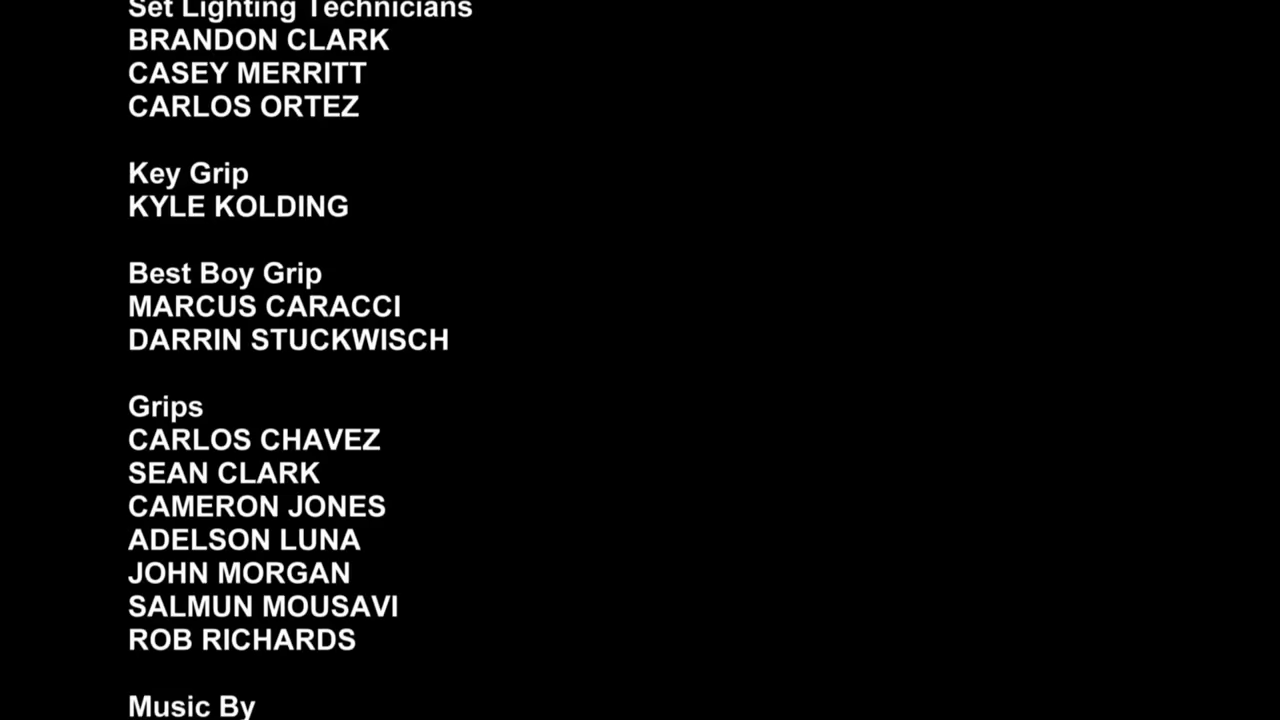 Set Lighting Technicians
BRANDON CLARK
CASEY MERRITT
CARLOS ORTEZ
Key Grip
KYLE KOLDING
Best Boy Grip
MARCUS CARACCI
DARRIN STUCKWISCH
Grips
CARLOS CHAVEZ
SEAN CLARK
CAMERON JONES
ADELSON LUNA
JOHN MORGAN
SALMUN MOUSAVI
ROB RICHARDS
Music By